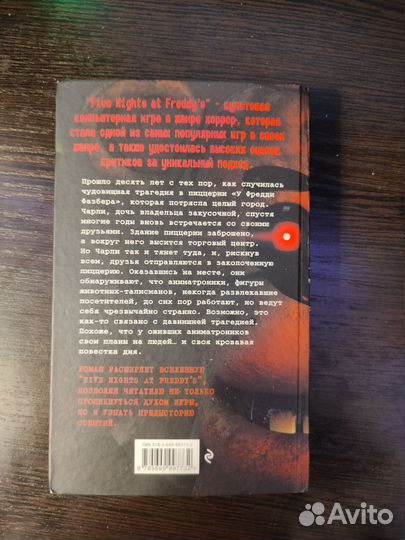 "Five Nights at Freddy's" - культовая
компьютерная игра в жанре хоррор, которая
стала одной из самых популярных игр в своем
жанре, а также удостоилась высоких оценок
критиков за уникальный подход.
Прошло десять лет с тех пор, как случилась
чудовищная трагедия в пиццерии «У Фредди
Фазбера», которая потрясла целый город.
Чарли, дочь владельца закусочной, спустя
многие годы вновь встречается со своими
друзьями. Здание пиццерии заброшено,
а вокруг него высится торговый центр.
Но Чарли так и тянет туда, и, рискнув
всем, друзья отправляются в заколоченную
пиццерию. Оказавшись на месте, они
обнаруживают, что аниматроники, фигуры
животных-талисманов, некогда развлекавшие
посетителей, до сих пор работают, но ведут
себя чрезвычайно странно. Возможно, это
как-то связано с давнишней трагедией.
Похоже, что у оживших аниматроников
свои планы на людей… и своя кровавая
повестка дня.
РОМАН РАСШИРЯЕТ ВСЕЛЕННУЮ
"FIVE NIGHTS AT FREDDY'S",
ПОЗВОЛЯЯ ЧИТАТЕЛЮ НЕ ТОЛЬКО
ПРОНИКНУТЬСЯ ДУХОМ ИГРЫ,
НО И УЗНАТЬ ПРЕДЫСТОРИЮ
СОБЫТИЙ.
Avito